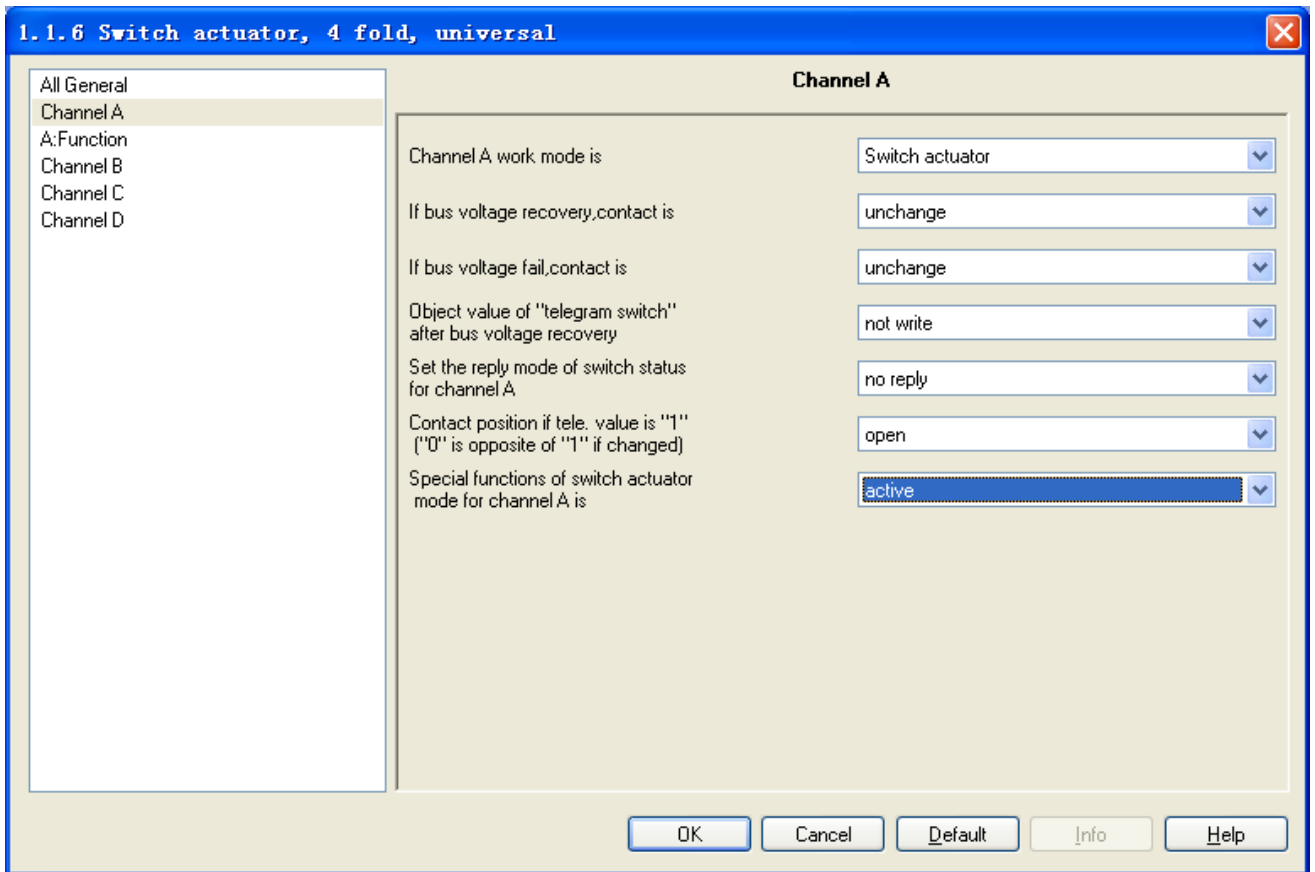 1.1.6 Switch actuator, 4 fold, universal
All General
Channel A
A:Function
Channel B
Channel C
Channel D
Channel A
Channel A work mode is
Switch actuator
If bus voltage recovery,contact is
unchange
If bus voltage fail,contact is
unchange
Object value of "telegram switch"
after bus voltage recovery
not write
Set the reply mode of switch status
for channel A
no reply
Contact position if tele. value is "1"
("0" is opposite of "1" if changed)
open
Special functions of switch actuator
mode for channel A is
active
OK
Cancel
Default
Info
Help